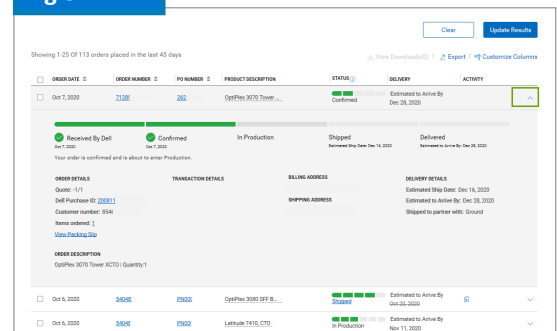 Clear
Update Results
Showing 1-25 Of 113 orders placed in the last 45 days
View Downloads(0)
Export
Customize Columns
ORDER DATE
ORDER NUMBER
PO NUMBER
PRODUCT DESCRIPTION
STATUS
DELIVERY
ACTIVITY
Oct 7, 2020
71285
262
OptiPlex 3070 Tower ...
Confirmed
Estimated to Arrive By
Dec 28, 2020
Received By Dell
Oct 7, 2020
Confirmed
Oct 7, 2020
In Production
Shipped
Estimated Ship Date: Dec 16, 2020
Delivered
Estimated to Arrive By: Dec 28, 2020
Your order is confirmed and is about to enter Production.
ORDER DETAILS
Quote: -1/1
Dell Purchase ID: 200811
Customer number: 854
Items ordered: 1
View Packing Slip
TRANSACTION DETAILS
BILLING ADDRESS
SHIPPING ADDRESS
DELIVERY DETAILS
Estimated Ship Date: Dec 16, 2020
Estimated to Arrive By: Dec 28, 2020
Shipped to partner with: Ground
ORDER DESCRIPTION
OptiPlex 3070 Tower XCTO | Quantity:1
Oct 6, 2020
OptiPlex 3080 SFF B...
Shipped
Estimated to Arrive By
Oct 20, 2020
Oct 6, 2020
Latitude 7410, CTO
In Production
Estimated to Arrive By
Nov 11, 2020